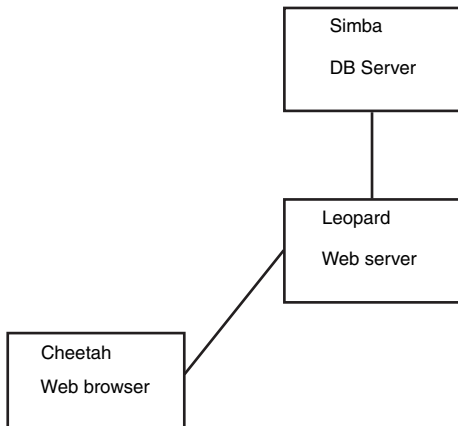 Simba
DB Server
Leopard
Web server
Cheetah
Web browser